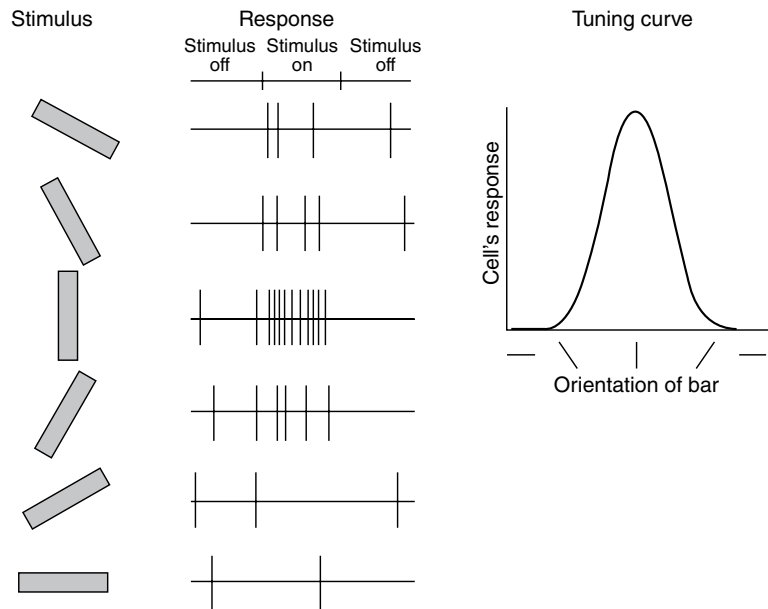 Stimulus
Response
Tuning curve
Stimulus off
Stimulus on
Stimulus off
Cell's response
Orientation of bar